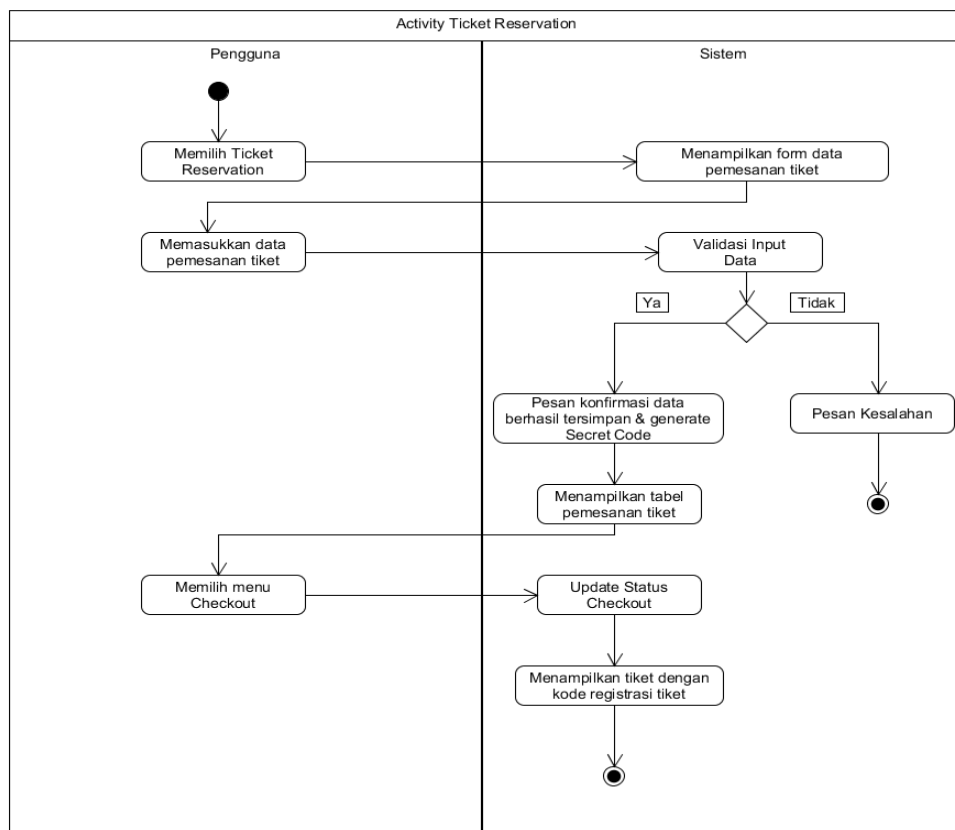 Activity Ticket Reservation
Pengguna
Sistem
Memilih Ticket
Reservation
Menampilkan form data
pemesanan tiket
Memasukkan data
pemesanan tiket
Validasi Input
Data
Ya
Tidak
Pesan konfirmasi data
berhasil tersimpan & generate
Secret Code
Pesan Kesalahan
Menampilkan tabel
pemesanan tiket
Memilih menu
Checkout
Update Status
Checkout
Menampilkan tiket dengan
kode registrasi tiket